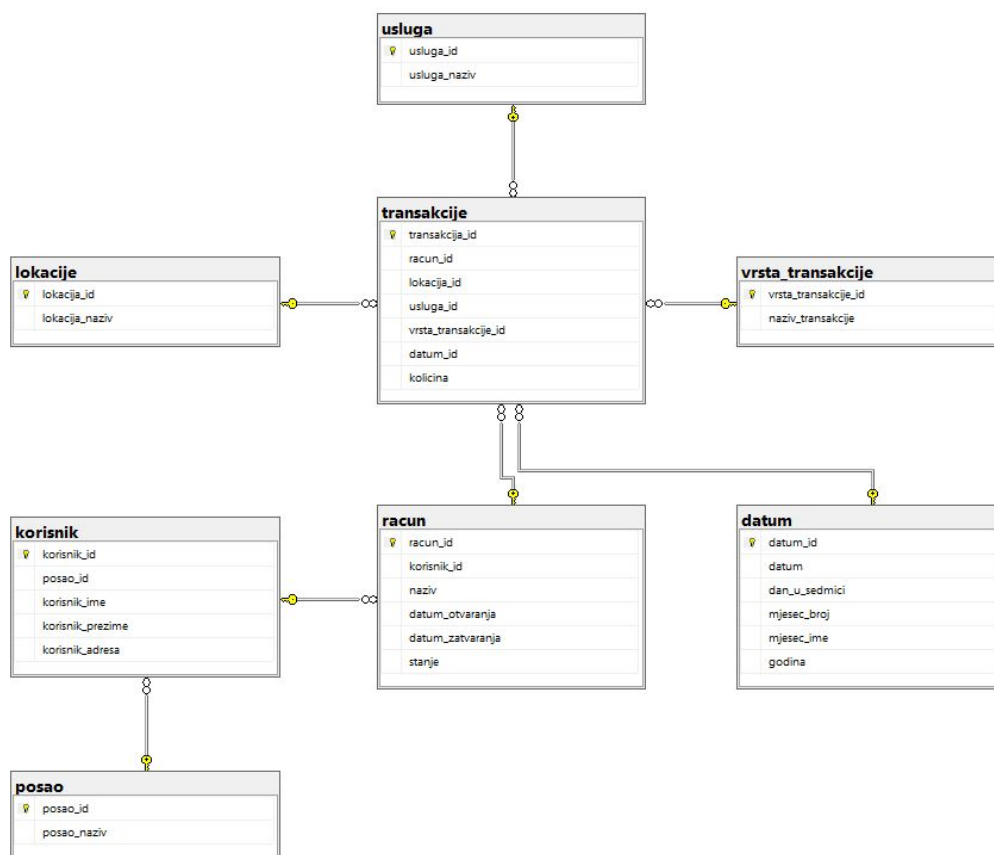 usluga
usluga_id
usluga_naziv
transakcije
transakcija_id
racun_id
lokacija_id
usluga_id
vrsta_transakcije_id
datum_id
kolicina
lokacije
lokacija_id
lokacija_naziv
vrsta_transakcije
vrsta_transakcije_id
naziv_transakcije
korisnik
korisnik_id
posao_id
korisnik_ime
korisnik_prezime
korisnik_adresa
racun
racun_id
korisnik_id
naziv
datum_otvaranja
datum_zatvaranja
stanje
datum
datum_id
datum
dan_u_sedmici
mjesec_broj
mjesec_ime
godina
posao
posao_id
posao_naziv